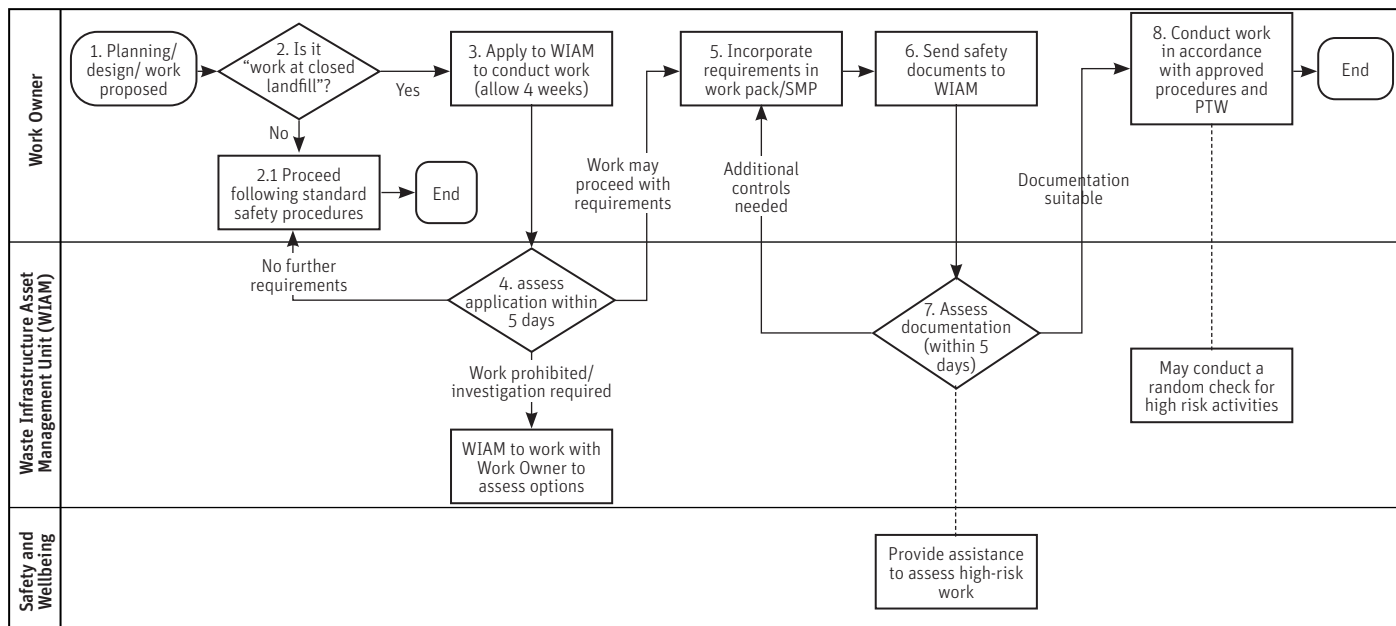 Work Owner
1. Planning/
design/ work
proposed
2. Is it
“work at closed
landfill”?
Yes
No
3. Apply to WIAM
to conduct work
(allow 4 weeks)
2.1 Proceed
following standard
safety procedures
End
Work may
proceed with
requirements
5. Incorporate
requirements in
work pack/SMP
6. Send safety
documents to
WIAM
Additional
controls
needed
Documentation
suitable
8. Conduct work
in accordance
with approved
procedures and
PTW
End
Waste Infrastructure Asset
Management Unit (WIAM)
No further
requirements
4. assess
application within
5 days
Work prohibited/
investigation required
WIAM to work with
Work Owner to
assess options
7. Assess
documentation
(within 5
days)
May conduct a
random check for
high risk activities
Safety and
Wellbeing
Provide assistance
to assess high-risk
work